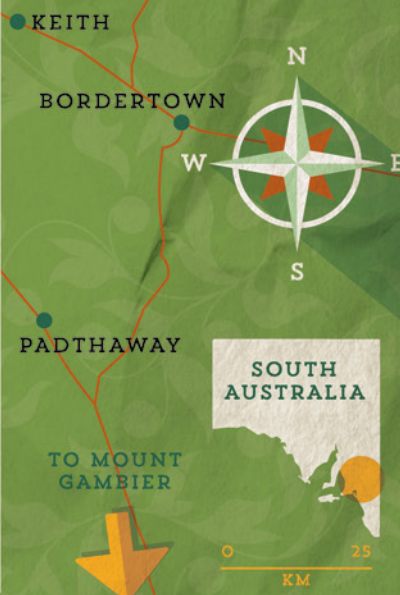 KEITH
BORDERTOWN
N
W
E
S
PADTHAWAY
SOUTH
AUSTRALIA
TO MOUNT
GAMBIER
0 25
KM